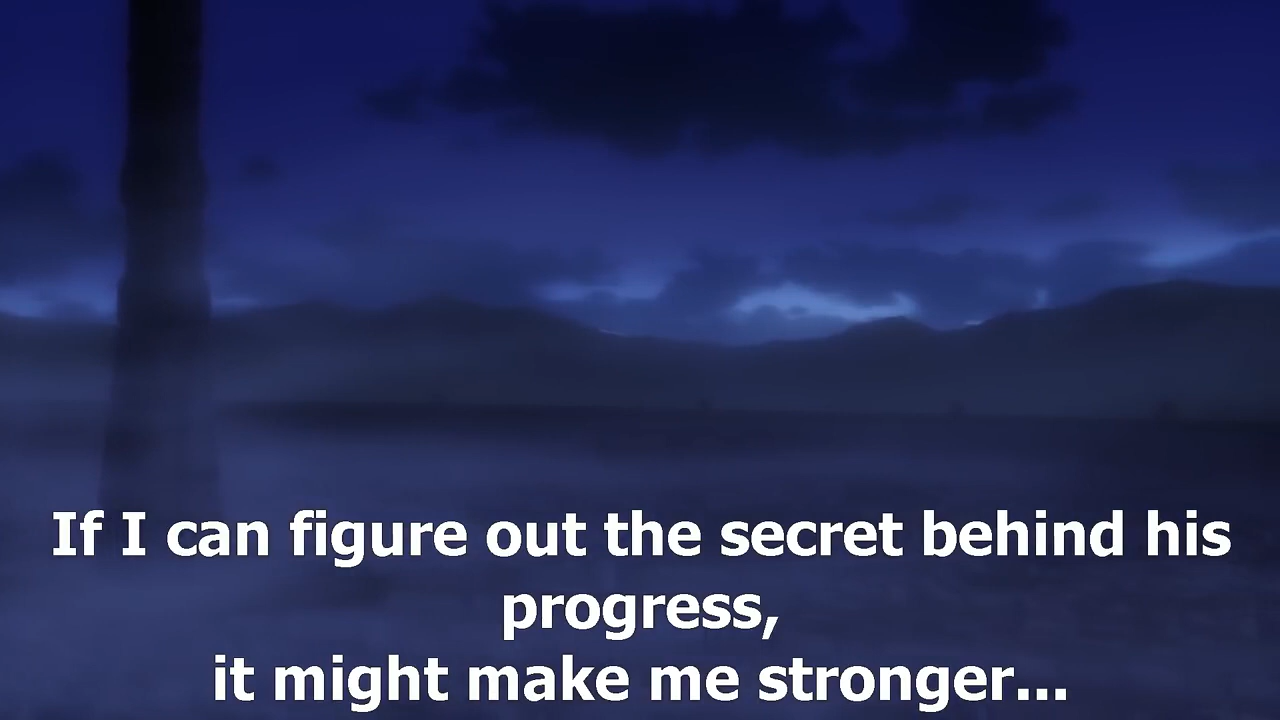 If I can figure out the secret behind his
progress,
it might make me stronger...